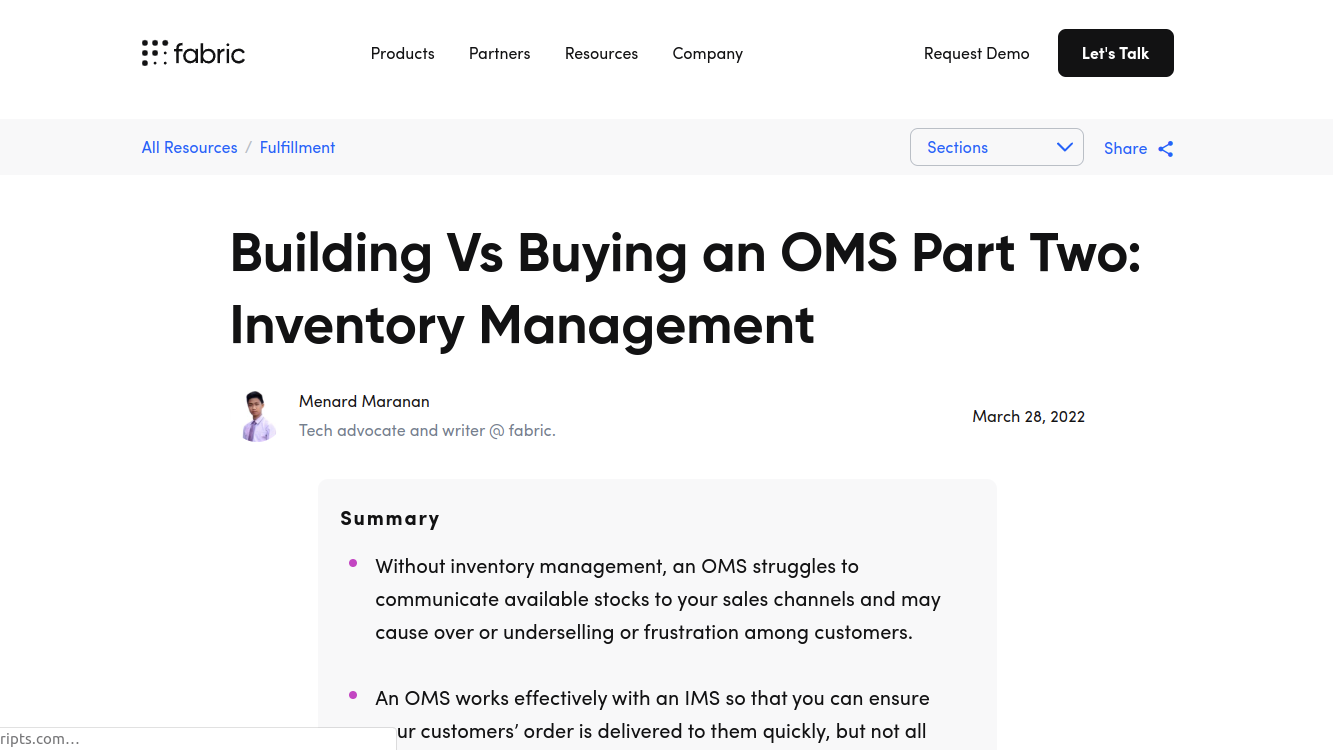 fabric Products Partners Resources Company Request Demo Let's Talk
All Resources / Fulfillment Sections Share
Building Vs Buying an OMS Part Two:
Inventory Management
Menard Maranan
Tech advocate and writer @ fabric.
March 28, 2022
Summary
Without inventory management, an OMS struggles to
communicate available stocks to your sales channels and may
cause over or underselling or frustration among customers.
An OMS works effectively with an IMS so that you can ensure
ur customers’ order is delivered to them quickly, but not all
ripts.com…